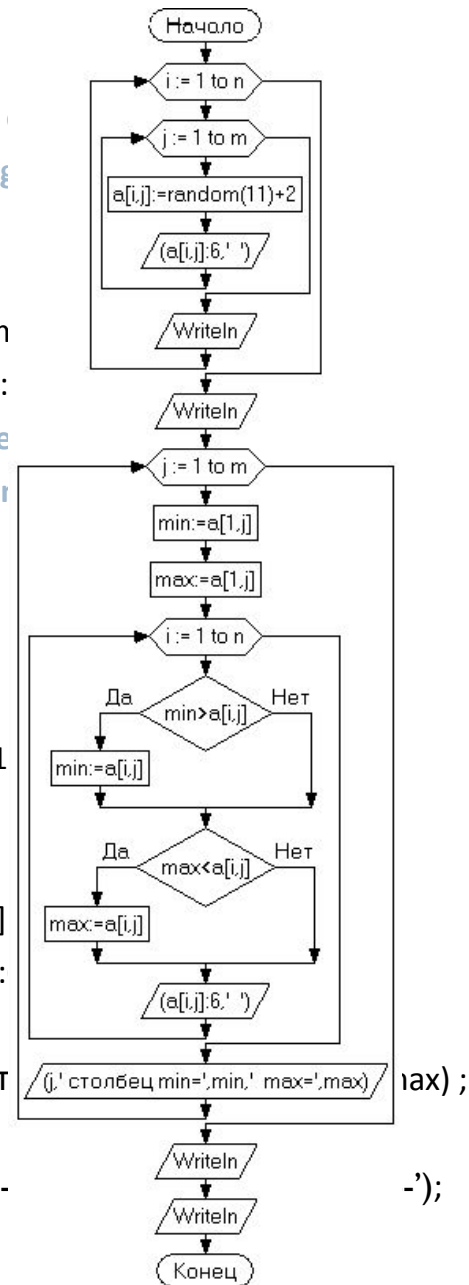 Начало
i := 1 to n
j := 1 to m
a[i,j]:=random(11)+2
(a[i,j]:6,' ')
Writeln
:
Writeln
j := 1 to m
min:=a[1,j]
max:=a[1,j]
i := 1 to n
Да
Нет
min>a[i,j]
min:=a[i,j]
Да
Нет
max<a[i,j]
]
max:=a[i,j]
:
(a[i,j]:6,' ')
(j,' столбец min=',min,' max=',max)
max) ;
Writeln
-
-’);
Writeln
Конец